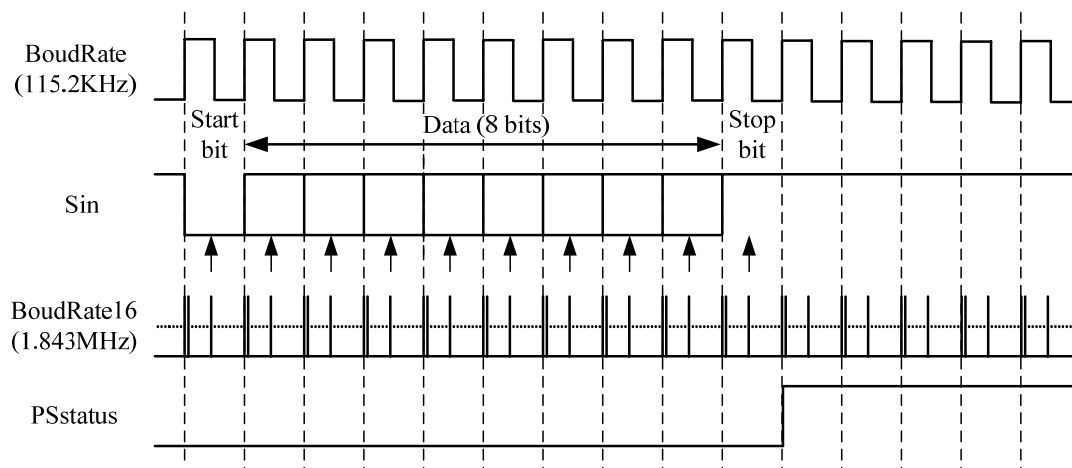 BoudRate
(115.2KHz)
Start
bit
Data (8 bits)
Stop
bit
Sin
BoudRate16
(1.843MHz)
PSstatus